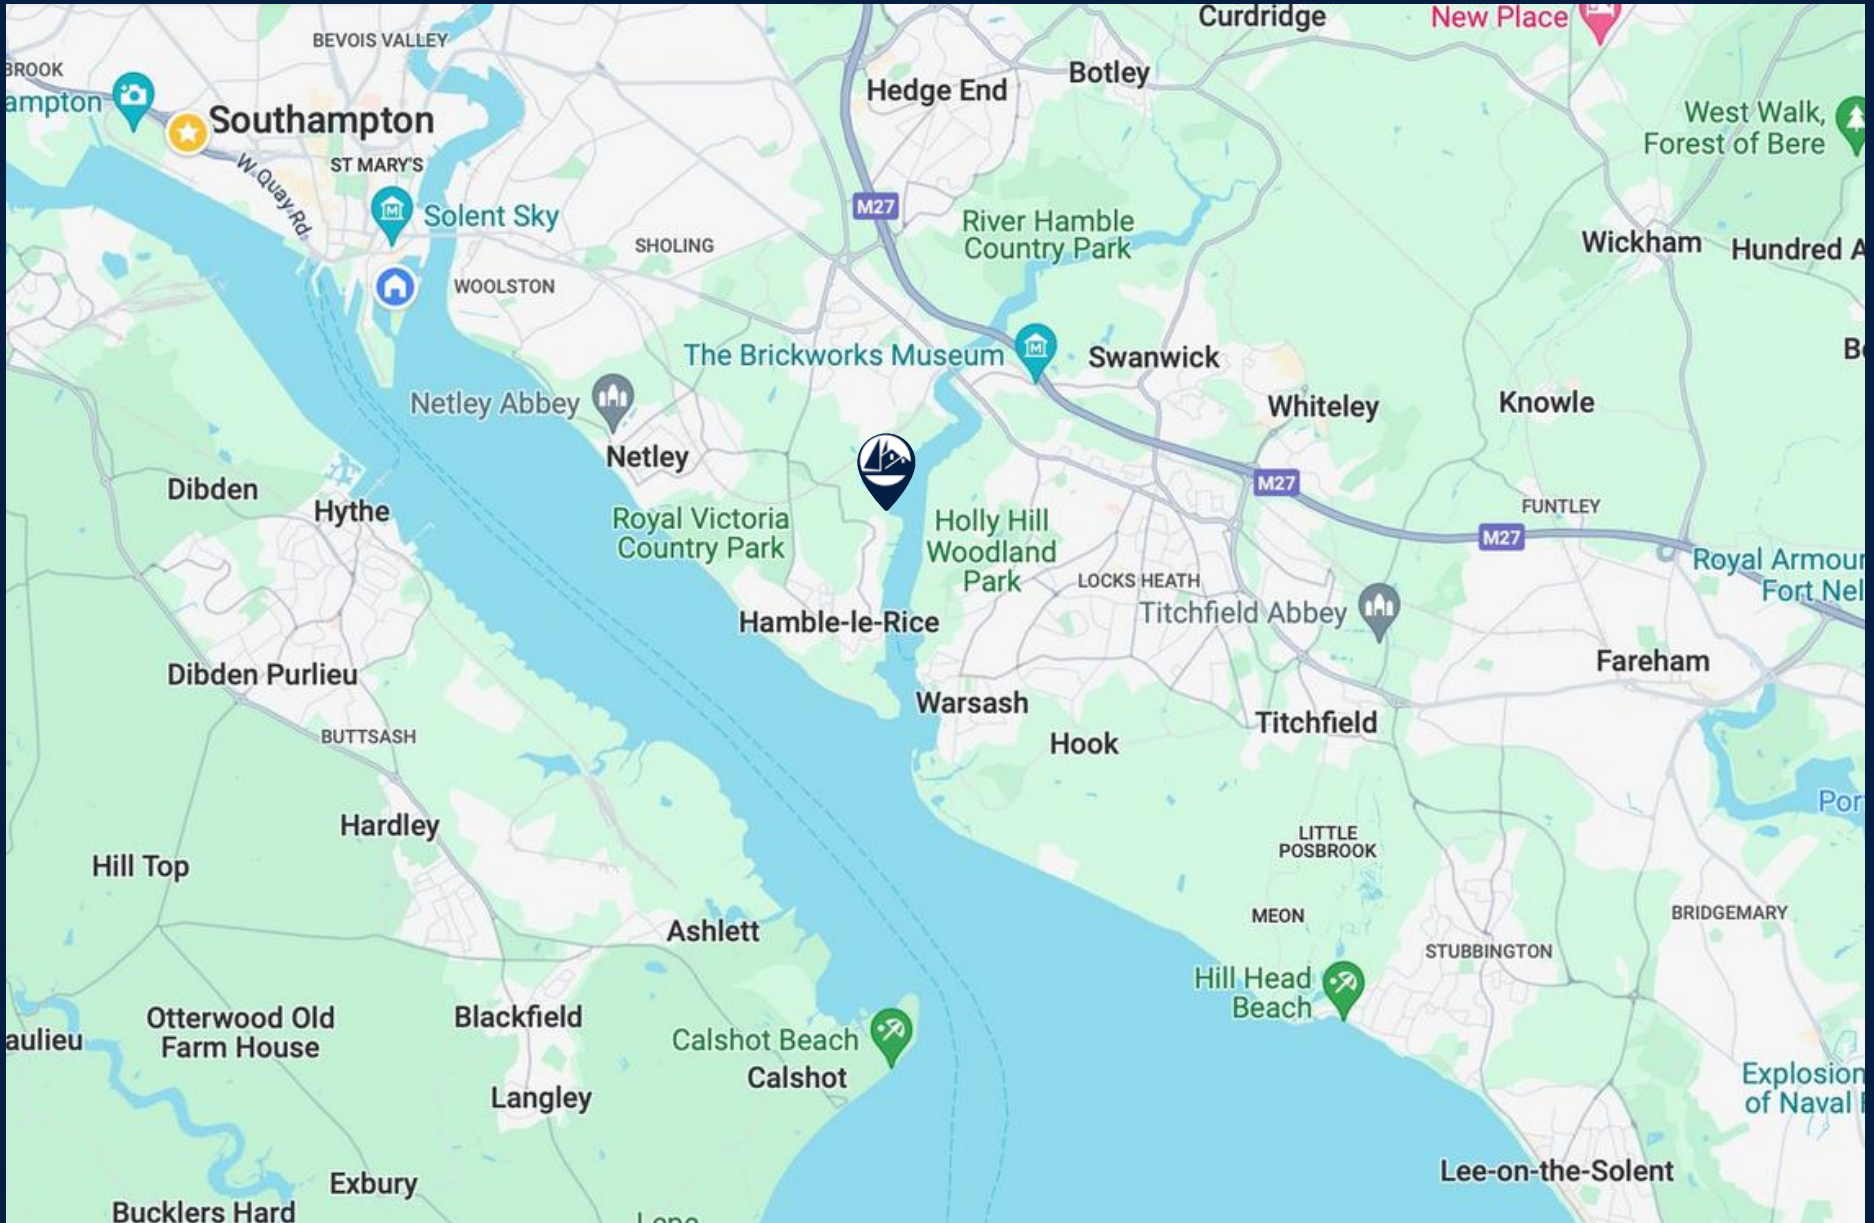 Curdridge
New Place
BEVOIS VALLEY
BROOK
Hedge End
Botley
ampton
Southampton
West Walk,
Forest of Bere
W Quay Rd
ST MARY'S
M27
Solent Sky
River Hamble
Country Park
SHOLING
Wickham
Hundred A
WOOLSTON
The Brickworks Museum
Swanwick
B
Netley Abbey
Whiteley
Knowle
Netley
Dibden
M27
Hythe
FUNTLEY
Royal Victoria
Country Park
Holly Hill
Woodland
Park
M27
Royal Armour
Fort Nel
LOCKS HEATH
Titchfield Abbey
Hamble-le-Rice
Dibden Purlieu
Fareham
Warsash
Titchfield
BUTTSASH
Hook
Por
Hardley
LITTLE
POSBROOK
Hill Top
MEON
BRIDGEMARY
Ashlett
STUBBINGTON
Hill Head
Beach
Otterwood Old
Farm House
Blackfield
aulieu
Calshot Beach
Calshot
Langley
Explosion
of Naval
Exbury
Lee-on-the-Solent
Bucklers Hard